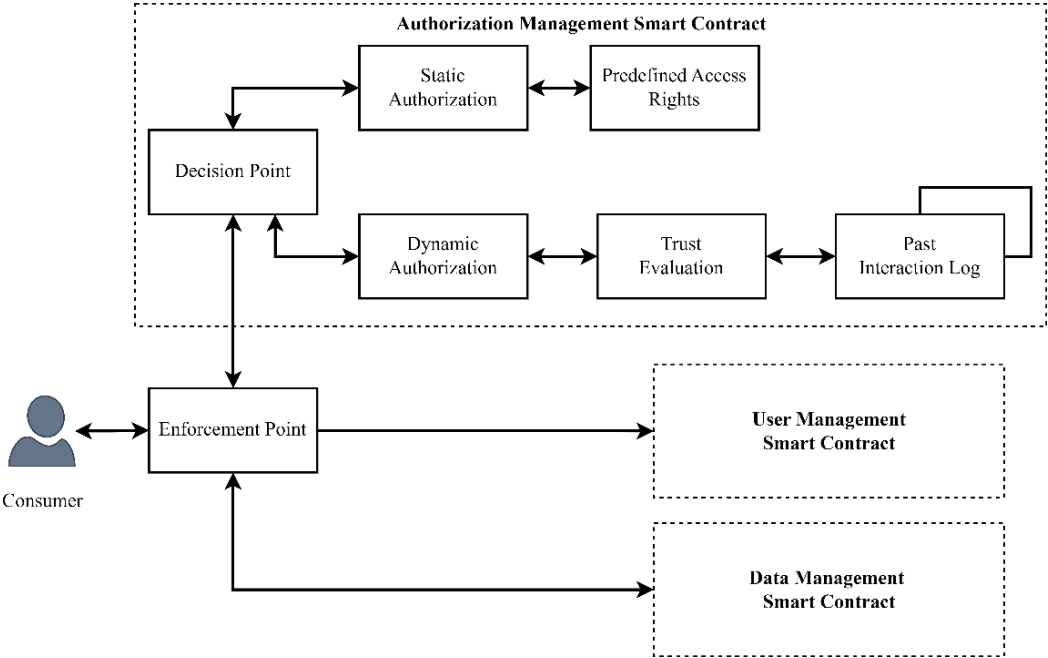 Authorization Management Smart Contract
Static
Authorization
Predefined Access
Rights
Decision Point
Dynamic
Authorization
Trust
Evaluation
Past
Interaction Log
Enforcement Point
User Management
Smart Contract
Consumer
Data Management
Smart Contract